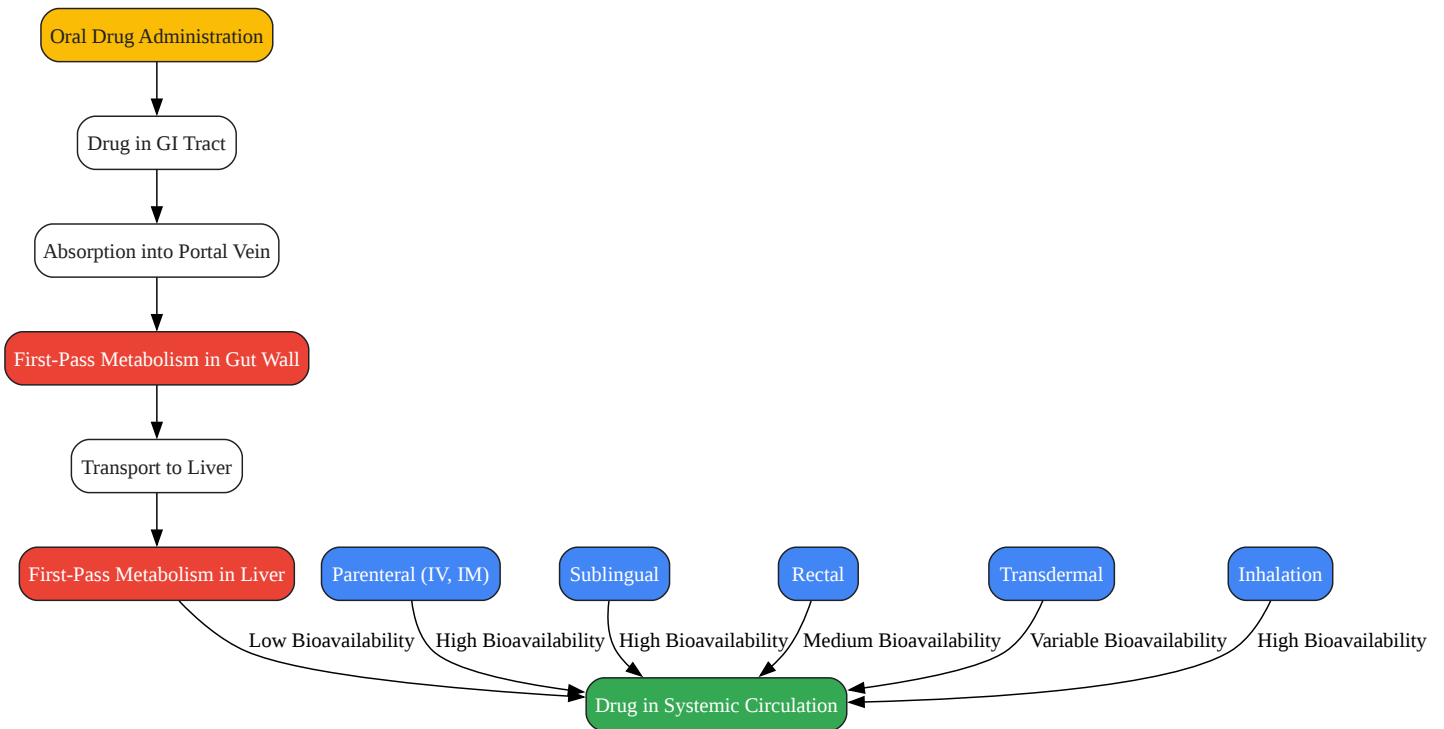 Oral Drug Administration
Drug in GI Tract
Absorption into Portal Vein
First-Pass Metabolism in Gut Wall
Transport to Liver
First-Pass Metabolism in Liver
Parenteral (IV, IM)
Sublingual
Rectal
Transdermal
Inhalation
Low Bioavailability
High Bioavailability
High Bioavailability
Medium Bioavailability
Variable Bioavailability
High Bioavailability
Drug in Systemic Circulation